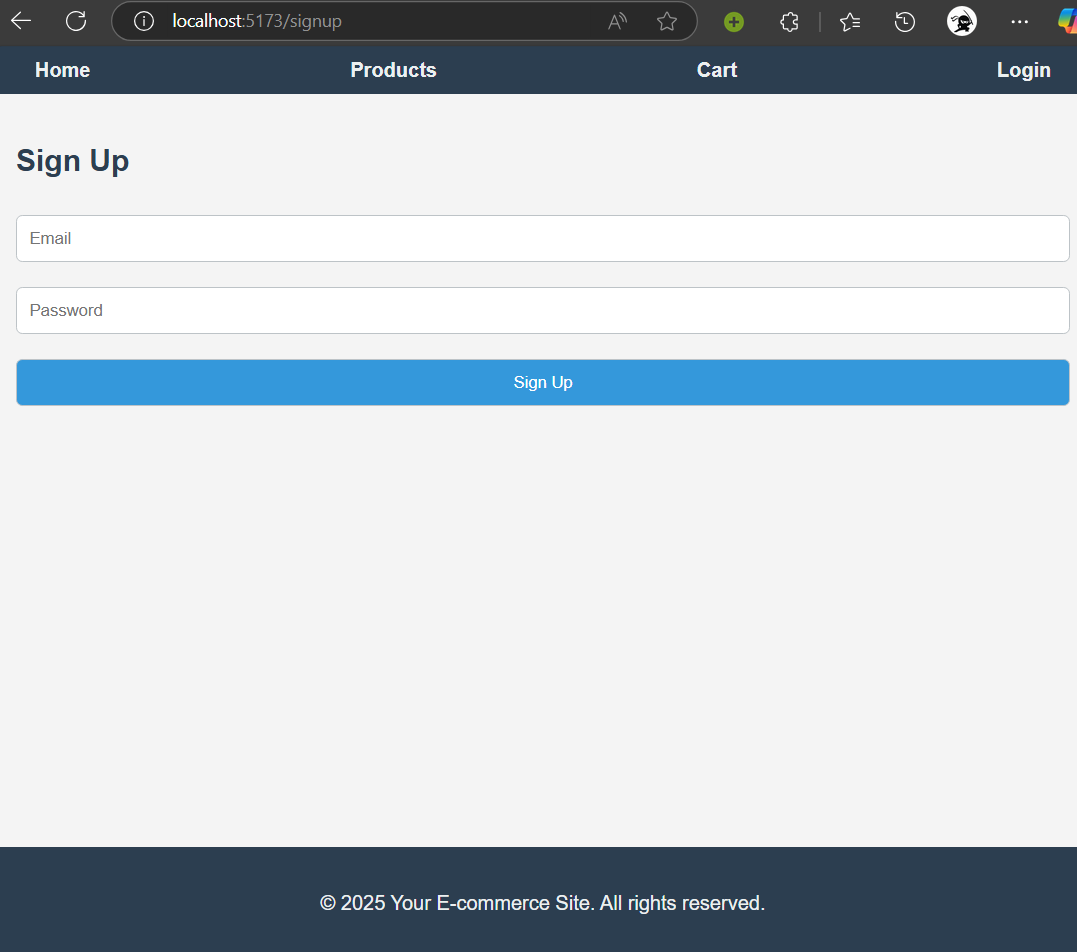 localhost:5173/signup
Home Products Cart Login
Sign Up
Email
Password
Sign Up
© 2025 Your E-commerce Site. All rights reserved.